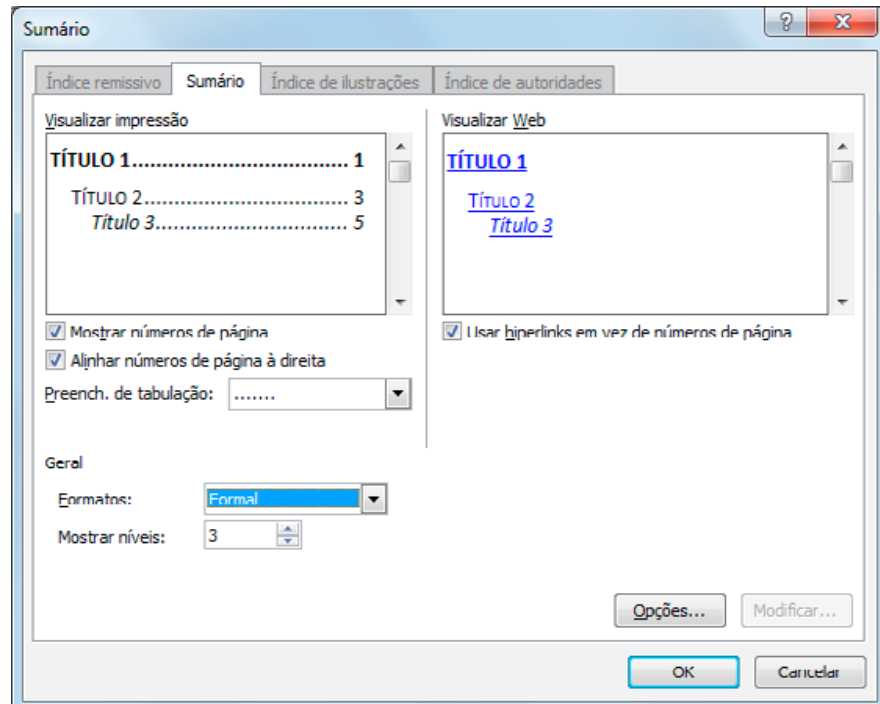 Sumário
Índice remissivo
Sumário
Índice de ilustrações
Índice de autoridades
Visualizar impressão
TÍTULO 1.................................... 1
TÍTULO 2.................................. 3
Título 3................................ 5
Mostrar números de página
Alinhar números de página à direita
Preench. de tabulação: .......
Visualizar Web
TÍTULO 1
TÍTULO 2
Título 3
Usar hiperlinks em vez de números de página
Geral
Formatos: Formal
Mostrar níveis: 3
Opções...
Modificar...
OK
Cancelar